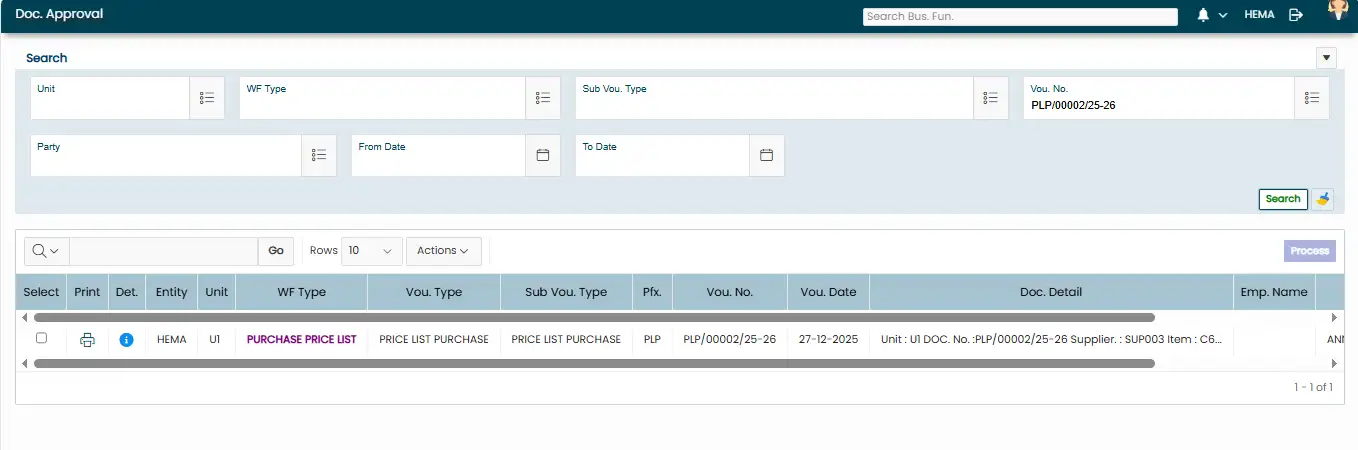 Doc. Approval Search Bus. Fun. HEMA
Search
Unit WF Type Sub Vou. Type Vou. No.
PLP/00002/25-26
Party From Date To Date
Search
Go Rows 10 Actions Process
Select Print Det. Entity Unit WF Type Vou. Type Sub Vou. Type Pfx. Vou. No. Vou. Date Doc. Detail Emp. Name
HEMA U1 PURCHASE PRICE LIST PRICE LIST PURCHASE PRICE LIST PURCHASE PLP PLP/00002/25-26 27-12-2025 Unit : U1 DOC. No. :PLP/00002/25-26 Supplier. : SUP003 Item : C6...
1 - 1 of 1